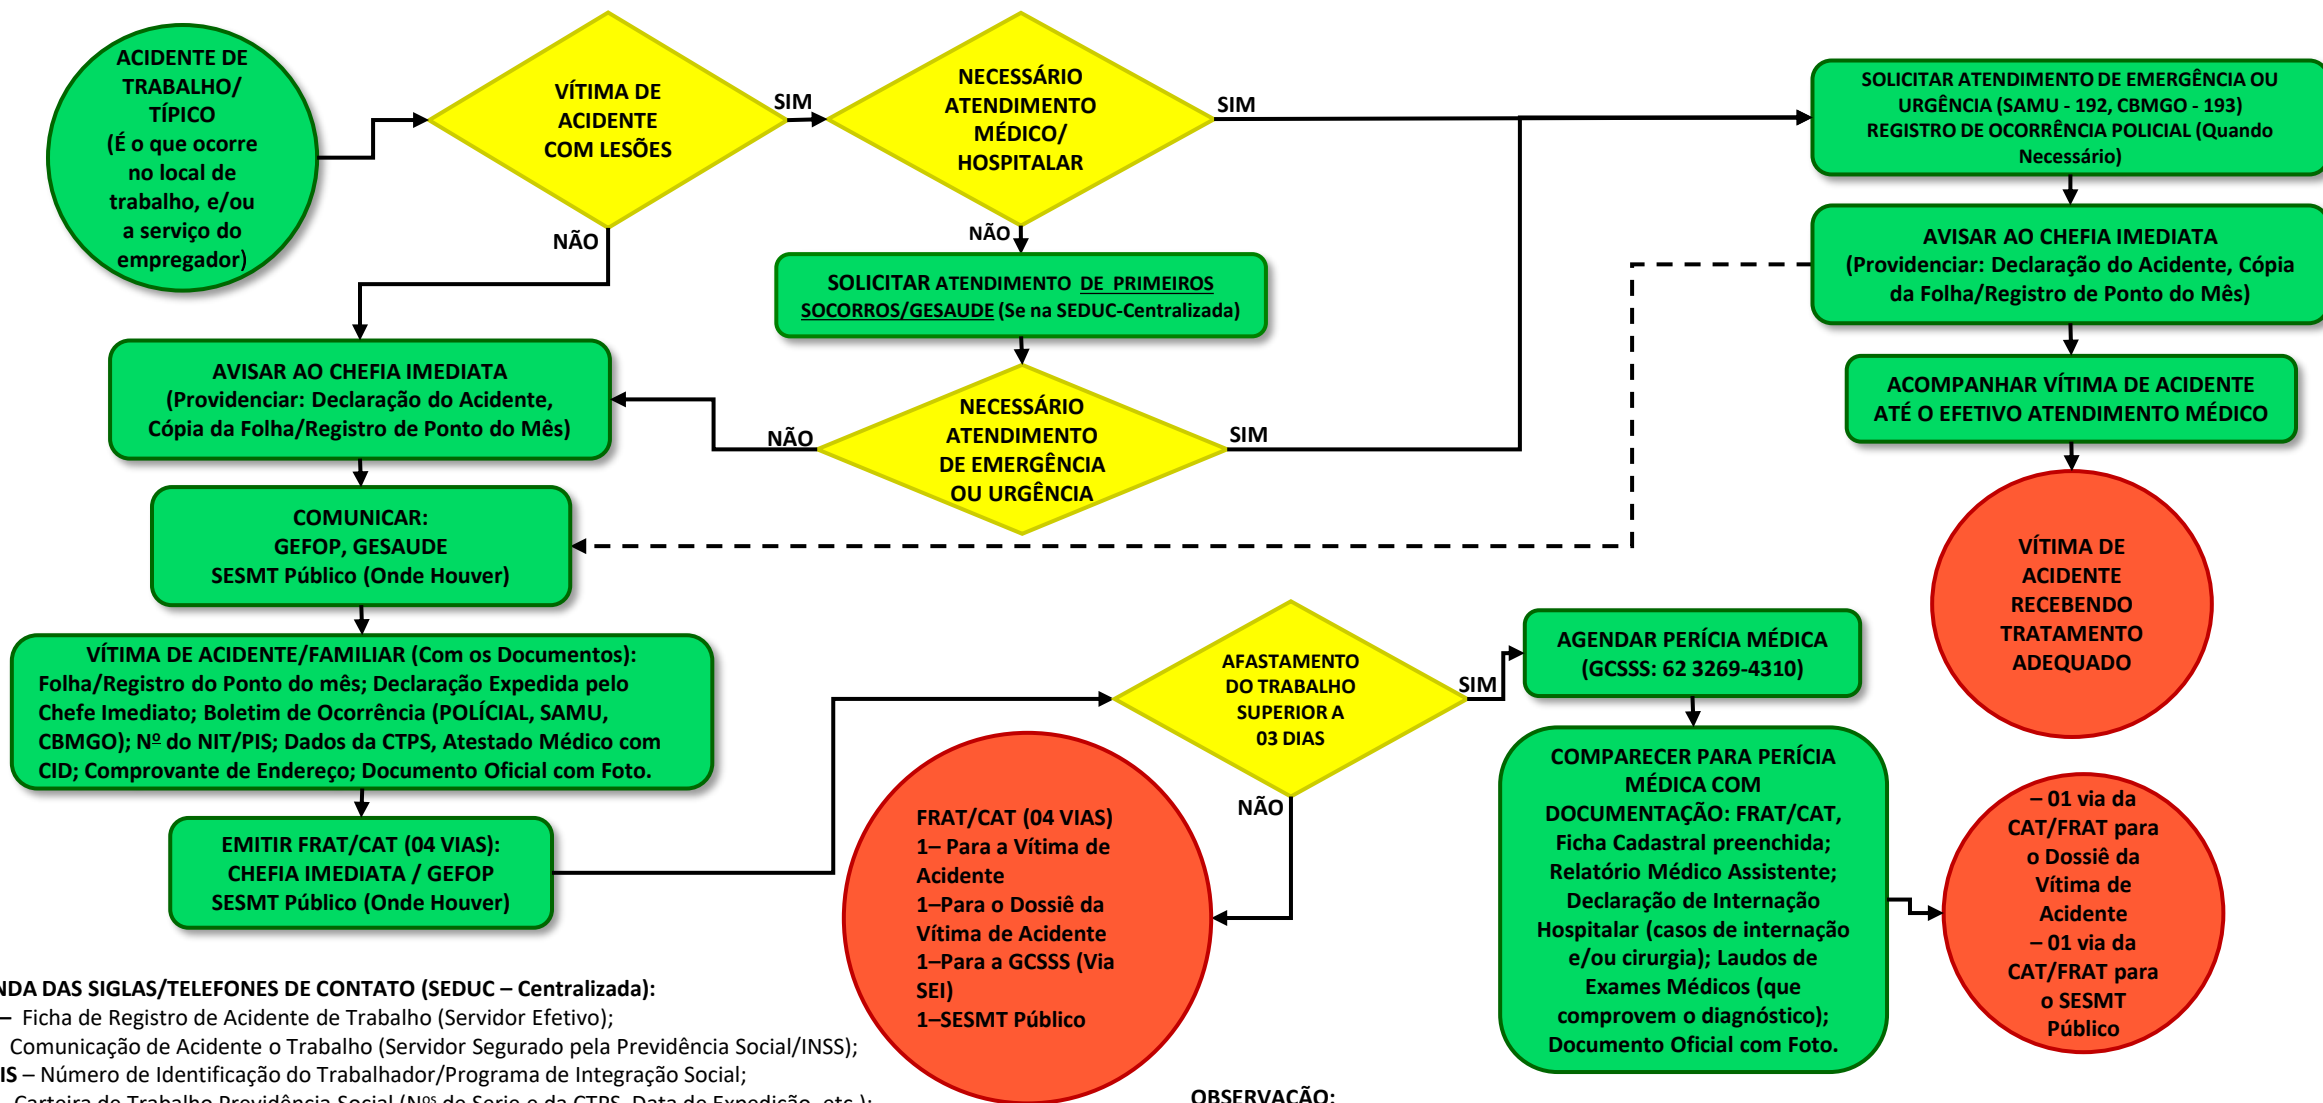 ACIDENTE DE
TRABALHO/
TÍPICO
(É o que ocorre
no local de
trabalho, e/ou
a serviço do
empregador)
VÍTIMA DE
ACIDENTE
COM LESÕES
SIM
NÃO
NECESSÁRIO
ATENDIMENTO
MÉDICO/
HOSPITALAR
SIM
NÃO
SOLICITAR ATENDIMENTO DE EMERGÊNCIA OU
URGÊNCIA (SAMU - 192, CBMGO - 193)
REGISTRO DE OCORRÊNCIA POLICIAL (Quando
Necessário)
SOLICITAR ATENDIMENTO DE PRIMEIROS
SOCORROS/GESAUDE (Se na SEDUC-Centralizada)
AVISAR AO CHEFIA IMEDIATA
(Providenciar: Declaração do Acidente, Cópia
da Folha/Registro de Ponto do Mês)
AVISAR AO CHEFIA IMEDIATA
(Providenciar: Declaração do Acidente,
Cópia da Folha/Registro de Ponto do Mês)
NÃO
NECESSÁRIO
ATENDIMENTO
DE EMERGÊNCIA
OU URGÊNCIA
SIM
ACOMPANHAR VÍTIMA DE ACIDENTE
ATÉ O EFETIVO ATENDIMENTO MÉDICO
COMUNICAR:
GEFOP, GESAUDE
SESMT Público (Onde Houver)
VÍTIMA DE
ACIDENTE
RECEBENDO
TRATAMENTO
ADEQUADO
VÍTIMA DE ACIDENTE/FAMILIAR (Com os Documentos):
Folha/Registro do Ponto do mês; Declaração Expedida pelo
Chefe Imediato; Boletim de Ocorrência (POLÍCIAL, SAMU,
CBMGO); Nº do NIT/PIS; Dados da CTPS, Atestado Médico com
CID; Comprovante de Endereço; Documento Oficial com Foto.
AFASTAMENTO
DO TRABALHO
SUPERIOR A
03 DIAS
SIM
NÃO
AGENDAR PERÍCIA MÉDICA
(GCSSS: 62 3269-4310)
EMITIR FRAT/CAT (04 VIAS):
CHEFIA IMEDIATA / GEFOP
SESMT Público (Onde Houver)
FRAT/CAT (04 VIAS)
1– Para a Vítima de
Acidente
1–Para o Dossiê da
Vítima de Acidente
1–Para a GCSSS (Via
SEI)
1–SESMT Público
COMPARECER PARA PERÍCIA
MÉDICA COM
DOCUMENTAÇÃO: FRAT/CAT,
Ficha Cadastral preenchida;
Relatório Médico Assistente;
Declaração de Internação
Hospitalar (casos de internação
e/ou cirurgia); Laudos de
Exames Médicos (que
comprovem o diagnóstico);
Documento Oficial com Foto.
– 01 via da
CAT/FRAT para
o Dossiê da
Vítima de
Acidente
– 01 via da
CAT/FRAT para
o SESMT
Público
NDA DAS SIGLAS/TELEFONES DE CONTATO (SEDUC – Centralizada):
– Ficha de Registro de Acidente de Trabalho (Servidor Efetivo);
Comunicação de Acidente o Trabalho (Servidor Segurado pela Previdência Social/INSS);
IS – Número de Identificação do Trabalhador/Programa de Integração Social;
Carteira de Trabalho Previdência Social (Nºs de Serie e da CTPS, Data de Expedição, etc.);
OBSERVAÇÃO: